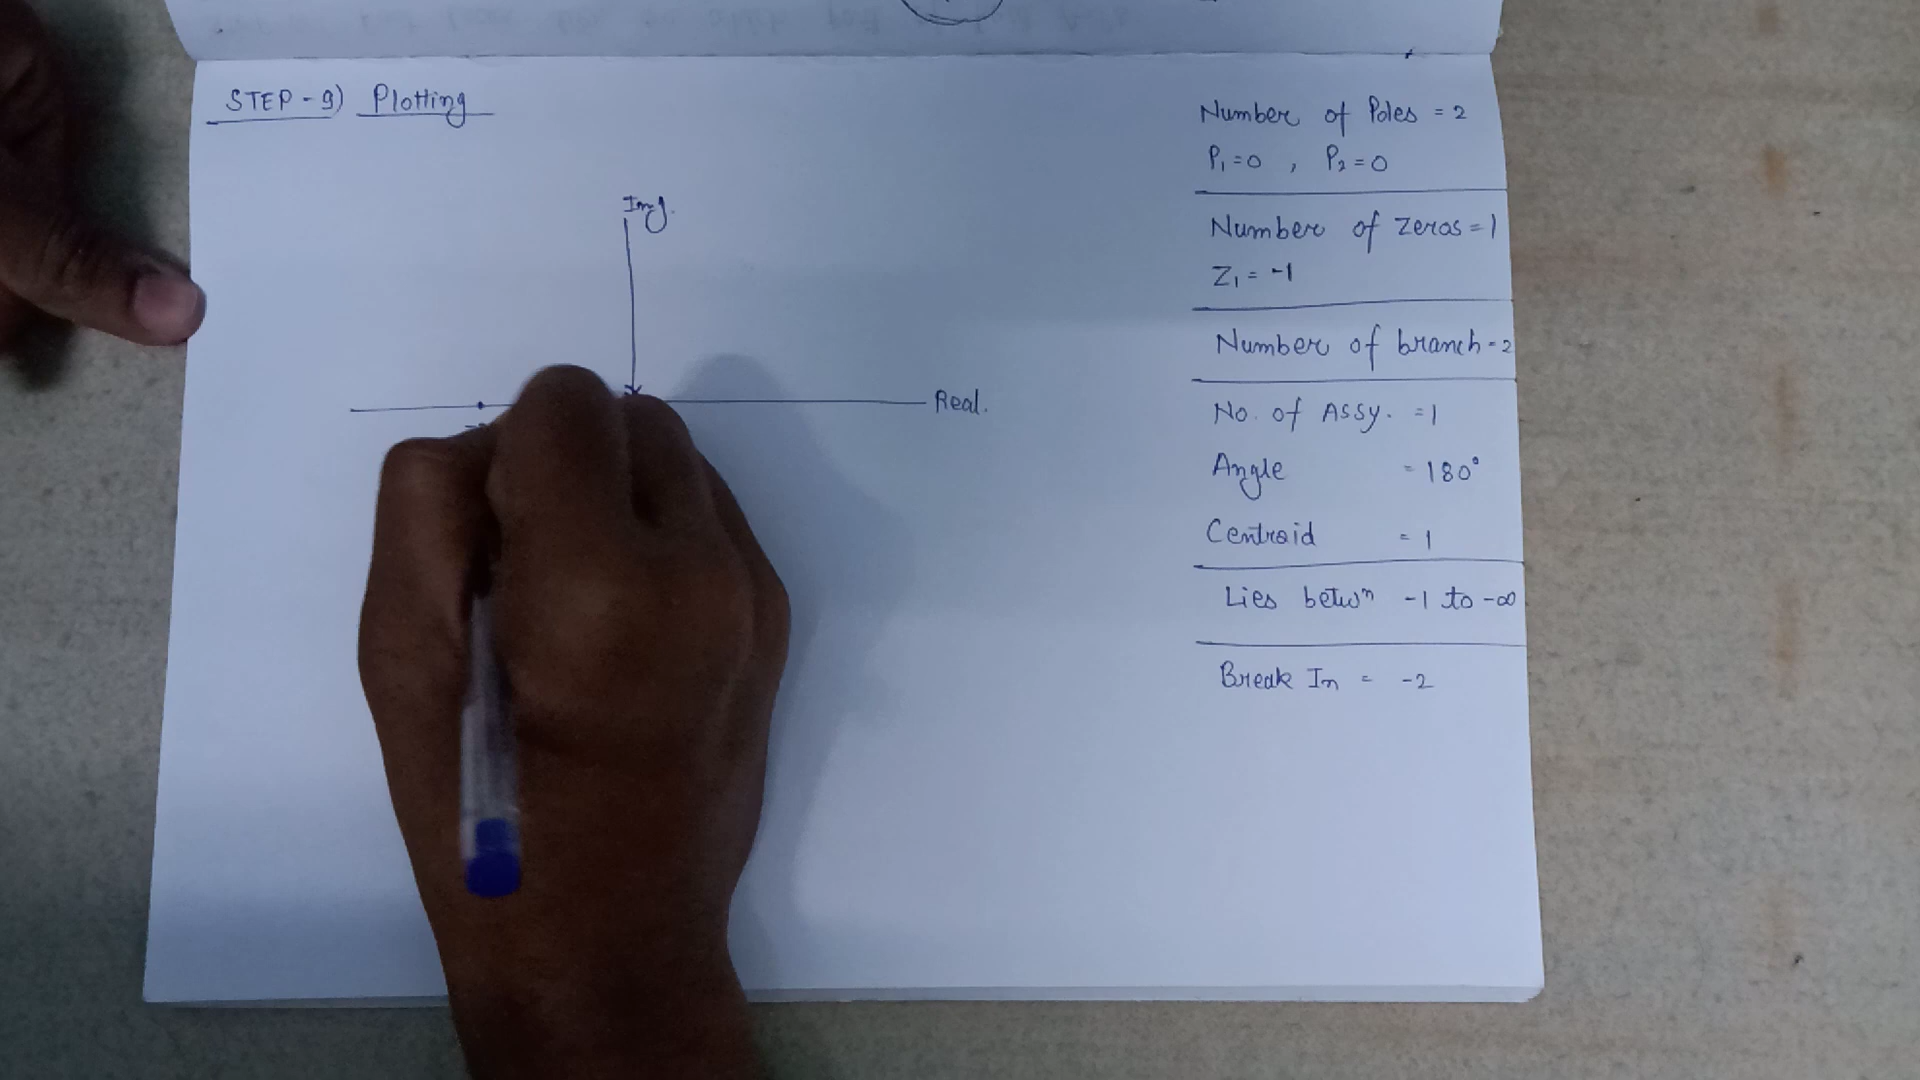 STEP-9) Plotting
Img.
Real.
Number of Poles = 2
P₁ = 0 , P₂ = 0
Number of Zeros = 1
Z₁ = -1
Number of branch - 2
No. of Assy. = 1
Angle = 180°
Centroid = 1
Lies betwⁿ -1 to -∞
Break In = -2